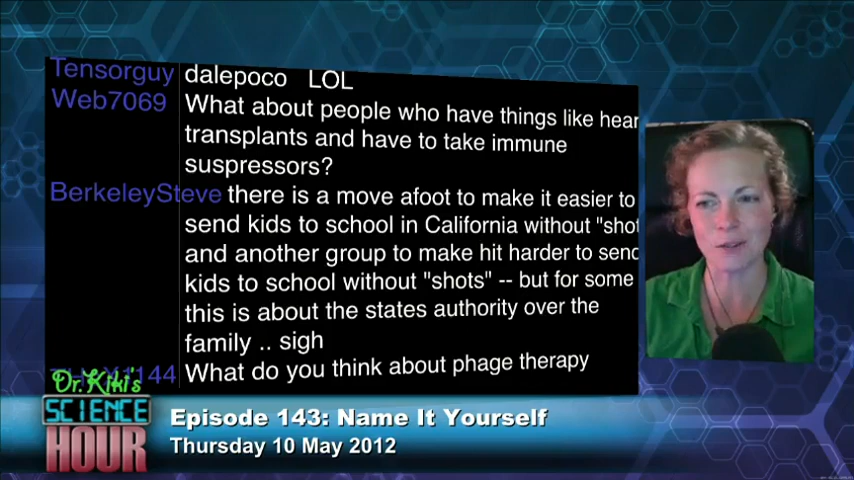 Tensorguy dalepoco LOL
Web7069 What about people who have things like hear
transplants and have to take immune
suspressors?
BerkeleySteve there is a move afoot to make it easier to
send kids to school in California without "shot
and another group to make hit harder to send
kids to school without "shots" -- but for some
this is about the states authority over the
family .. sigh
1144 What do you think about phage therapy
Dr. Kiki's
SCIENCE
HOUR
Episode 143: Name It Yourself
Thursday 10 May 2012